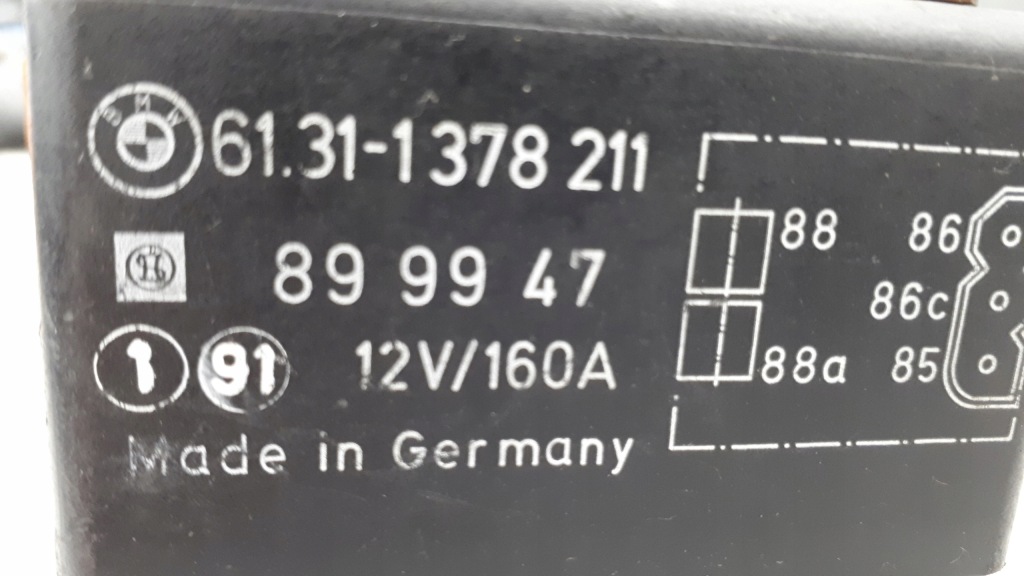 BMW
61.31-1 378 211
89 99 47
1 91 12V/160A
Made in Germany
88 86
86c
88a 85